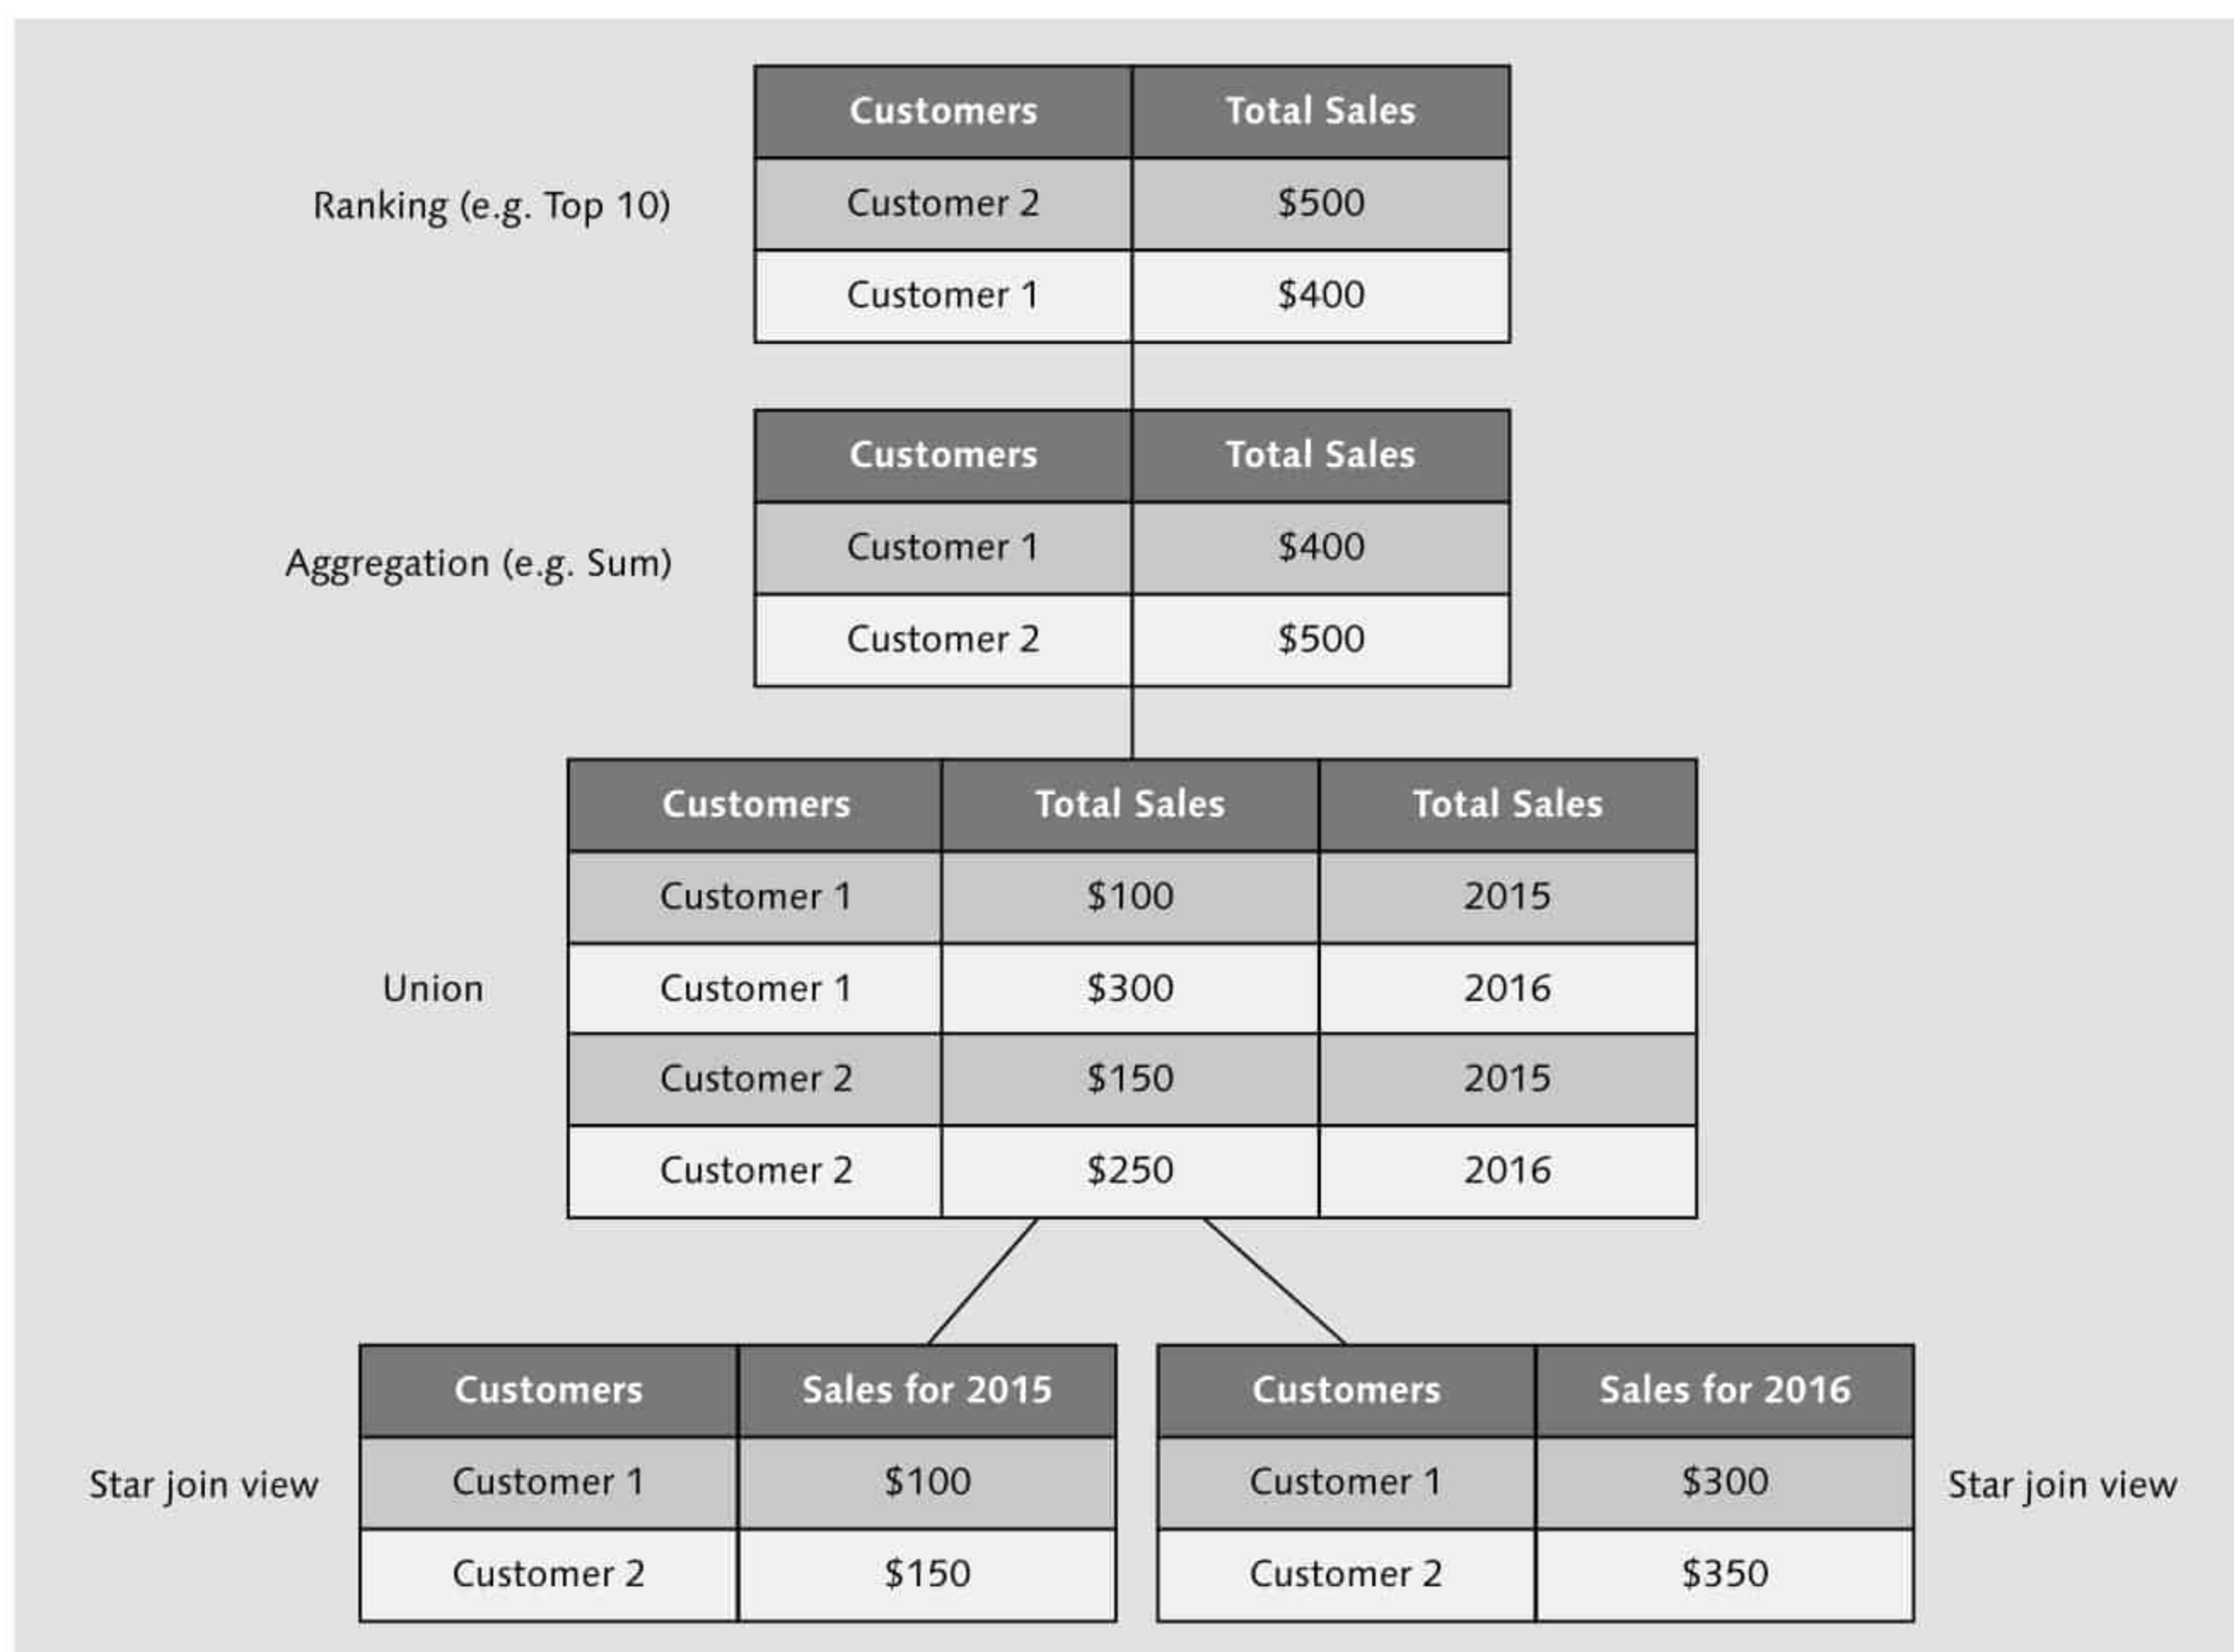 Customers Total Sales
Ranking (e.g. Top 10) Customer 2 $500
Customer 1 $400
Customers Total Sales
Aggregation (e.g. Sum) Customer 1 $400
Customer 2 $500
Customers Total Sales Total Sales
Customer 1 $100 2015
Union Customer 1 $300 2016
Customer 2 $150 2015
Customer 2 $250 2016
Customers Sales for 2015 Customers Sales for 2016
Star join view Customer 1 $100 Customer 1 $300 Star join view
Customer 2 $150 Customer 2 $350